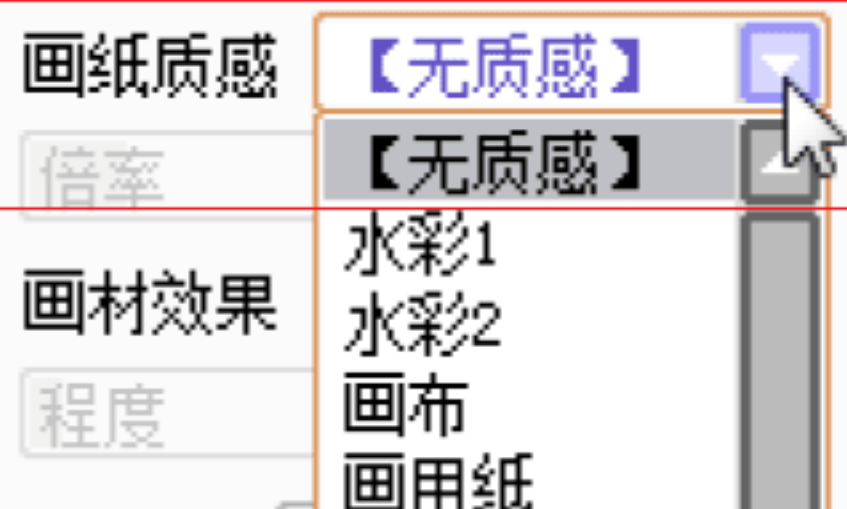 画纸质感 【无质感】
【无质感】
倍率
水彩1
画材效果
水彩2
程度
画布
画用纸